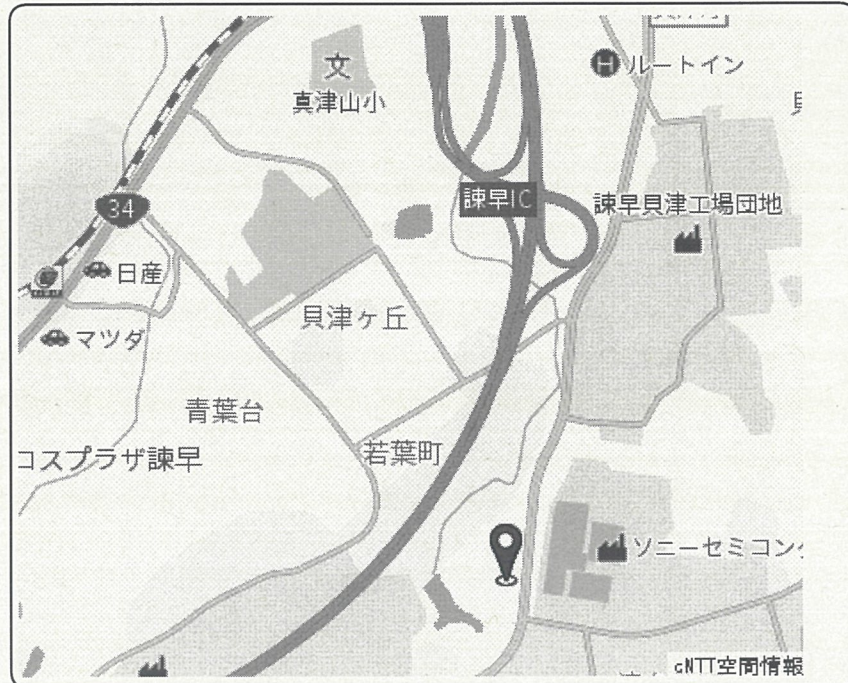 文
真津山小
ルートイン
H
諫早IC
34
諫早貝津工場団地
日産
貝津ヶ丘
マツダ
青葉台
コスプラザ諫早
若葉町
ソニーセミコン
cNTT空間情報